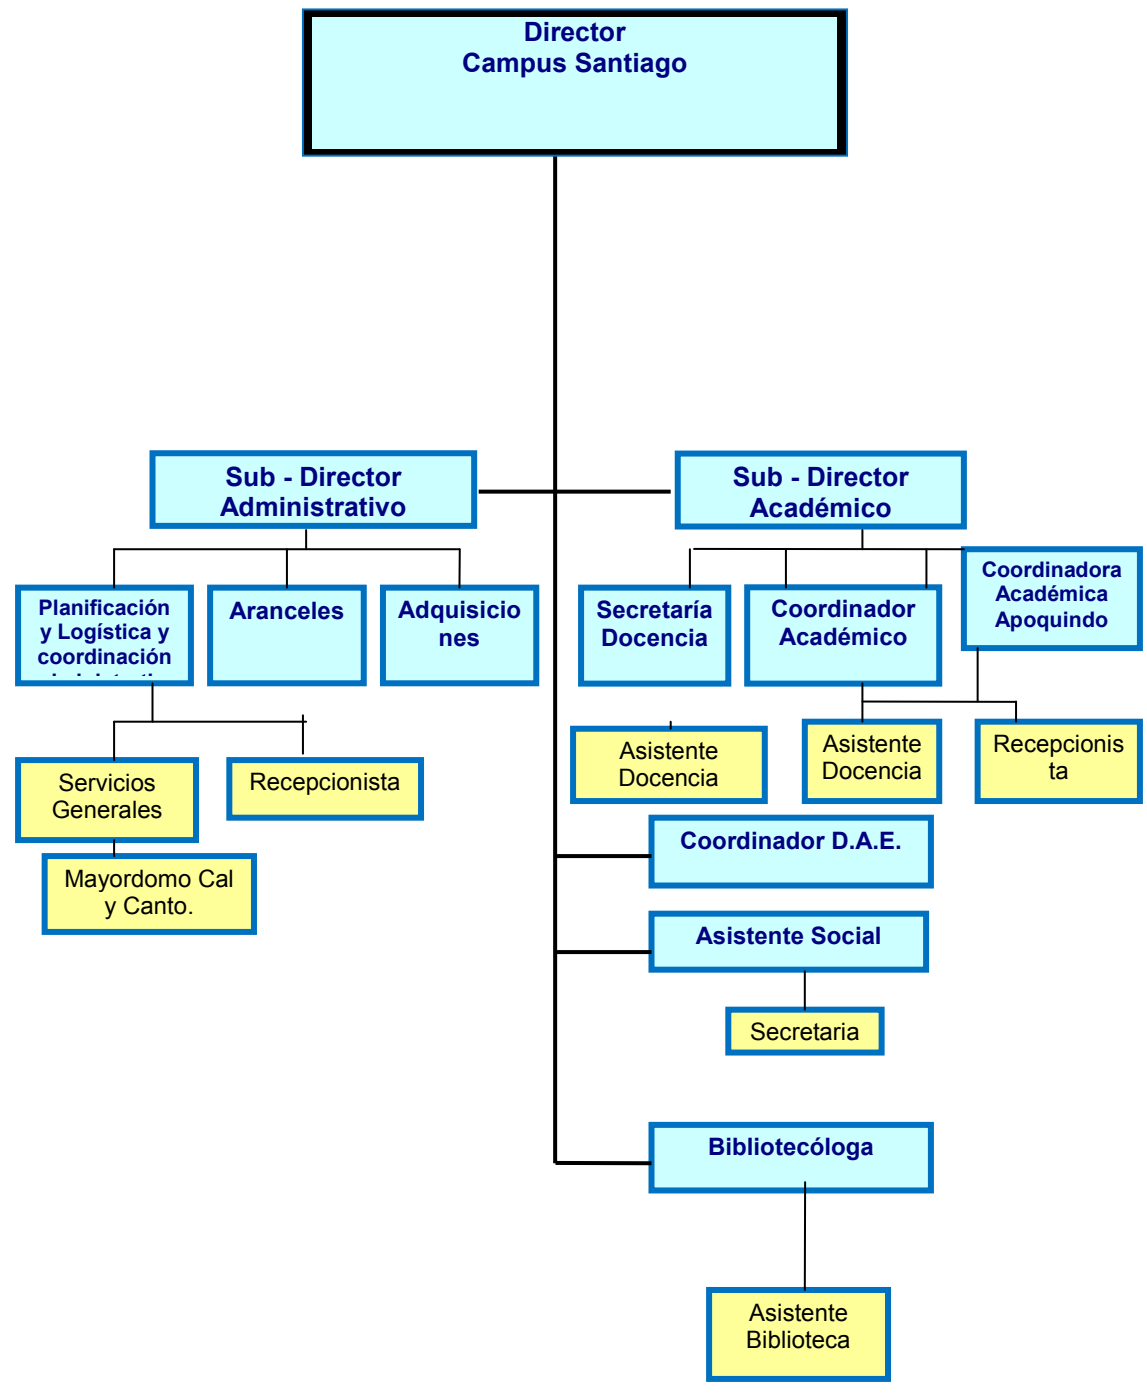 Director
Campus Santiago
Sub - Director
Administrativo
Sub - Director
Académico
Planificación
y Logística y
coordinación
Aranceles
Adquisicio
nes
Secretaría
Docencia
Coordinador
Académico
Coordinadora
Académica
Apoquindo
Servicios
Generales
Recepcionista
Asistente
Docencia
Asistente
Docencia
Recepcionis
ta
Mayordomo Cal
y Canto.
Coordinador D.A.E.
Asistente Social
Secretaria
Bibliotecóloga
Asistente
Biblioteca